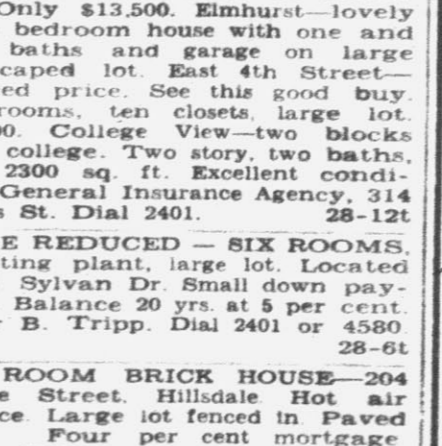 Only $13,500. Elmhurst—lovely
bedroom house with one and
baths and garage on large
caped lot. East 4th Street—
ed price. See this good buy.
rooms, ten closets, large lot.
00. College View—two blocks
college. Two story, two baths,
2300 sq. ft. Excellent condi-
General Insurance Agency, 314
s St. Dial 2401. 28-12t
E REDUCED — SIX ROOMS,
ting plant, large lot. Located
Sylvan Dr. Small down pay-
Balance 20 yrs. at 5 per cent.
B. Tripp. Dial 2401 or 4580
28-6t
ROOM BRICK HOUSE—204
e Street. Hillsdale. Hot air
ce. Large lot fenced in. Paved
Four per cent mortgage